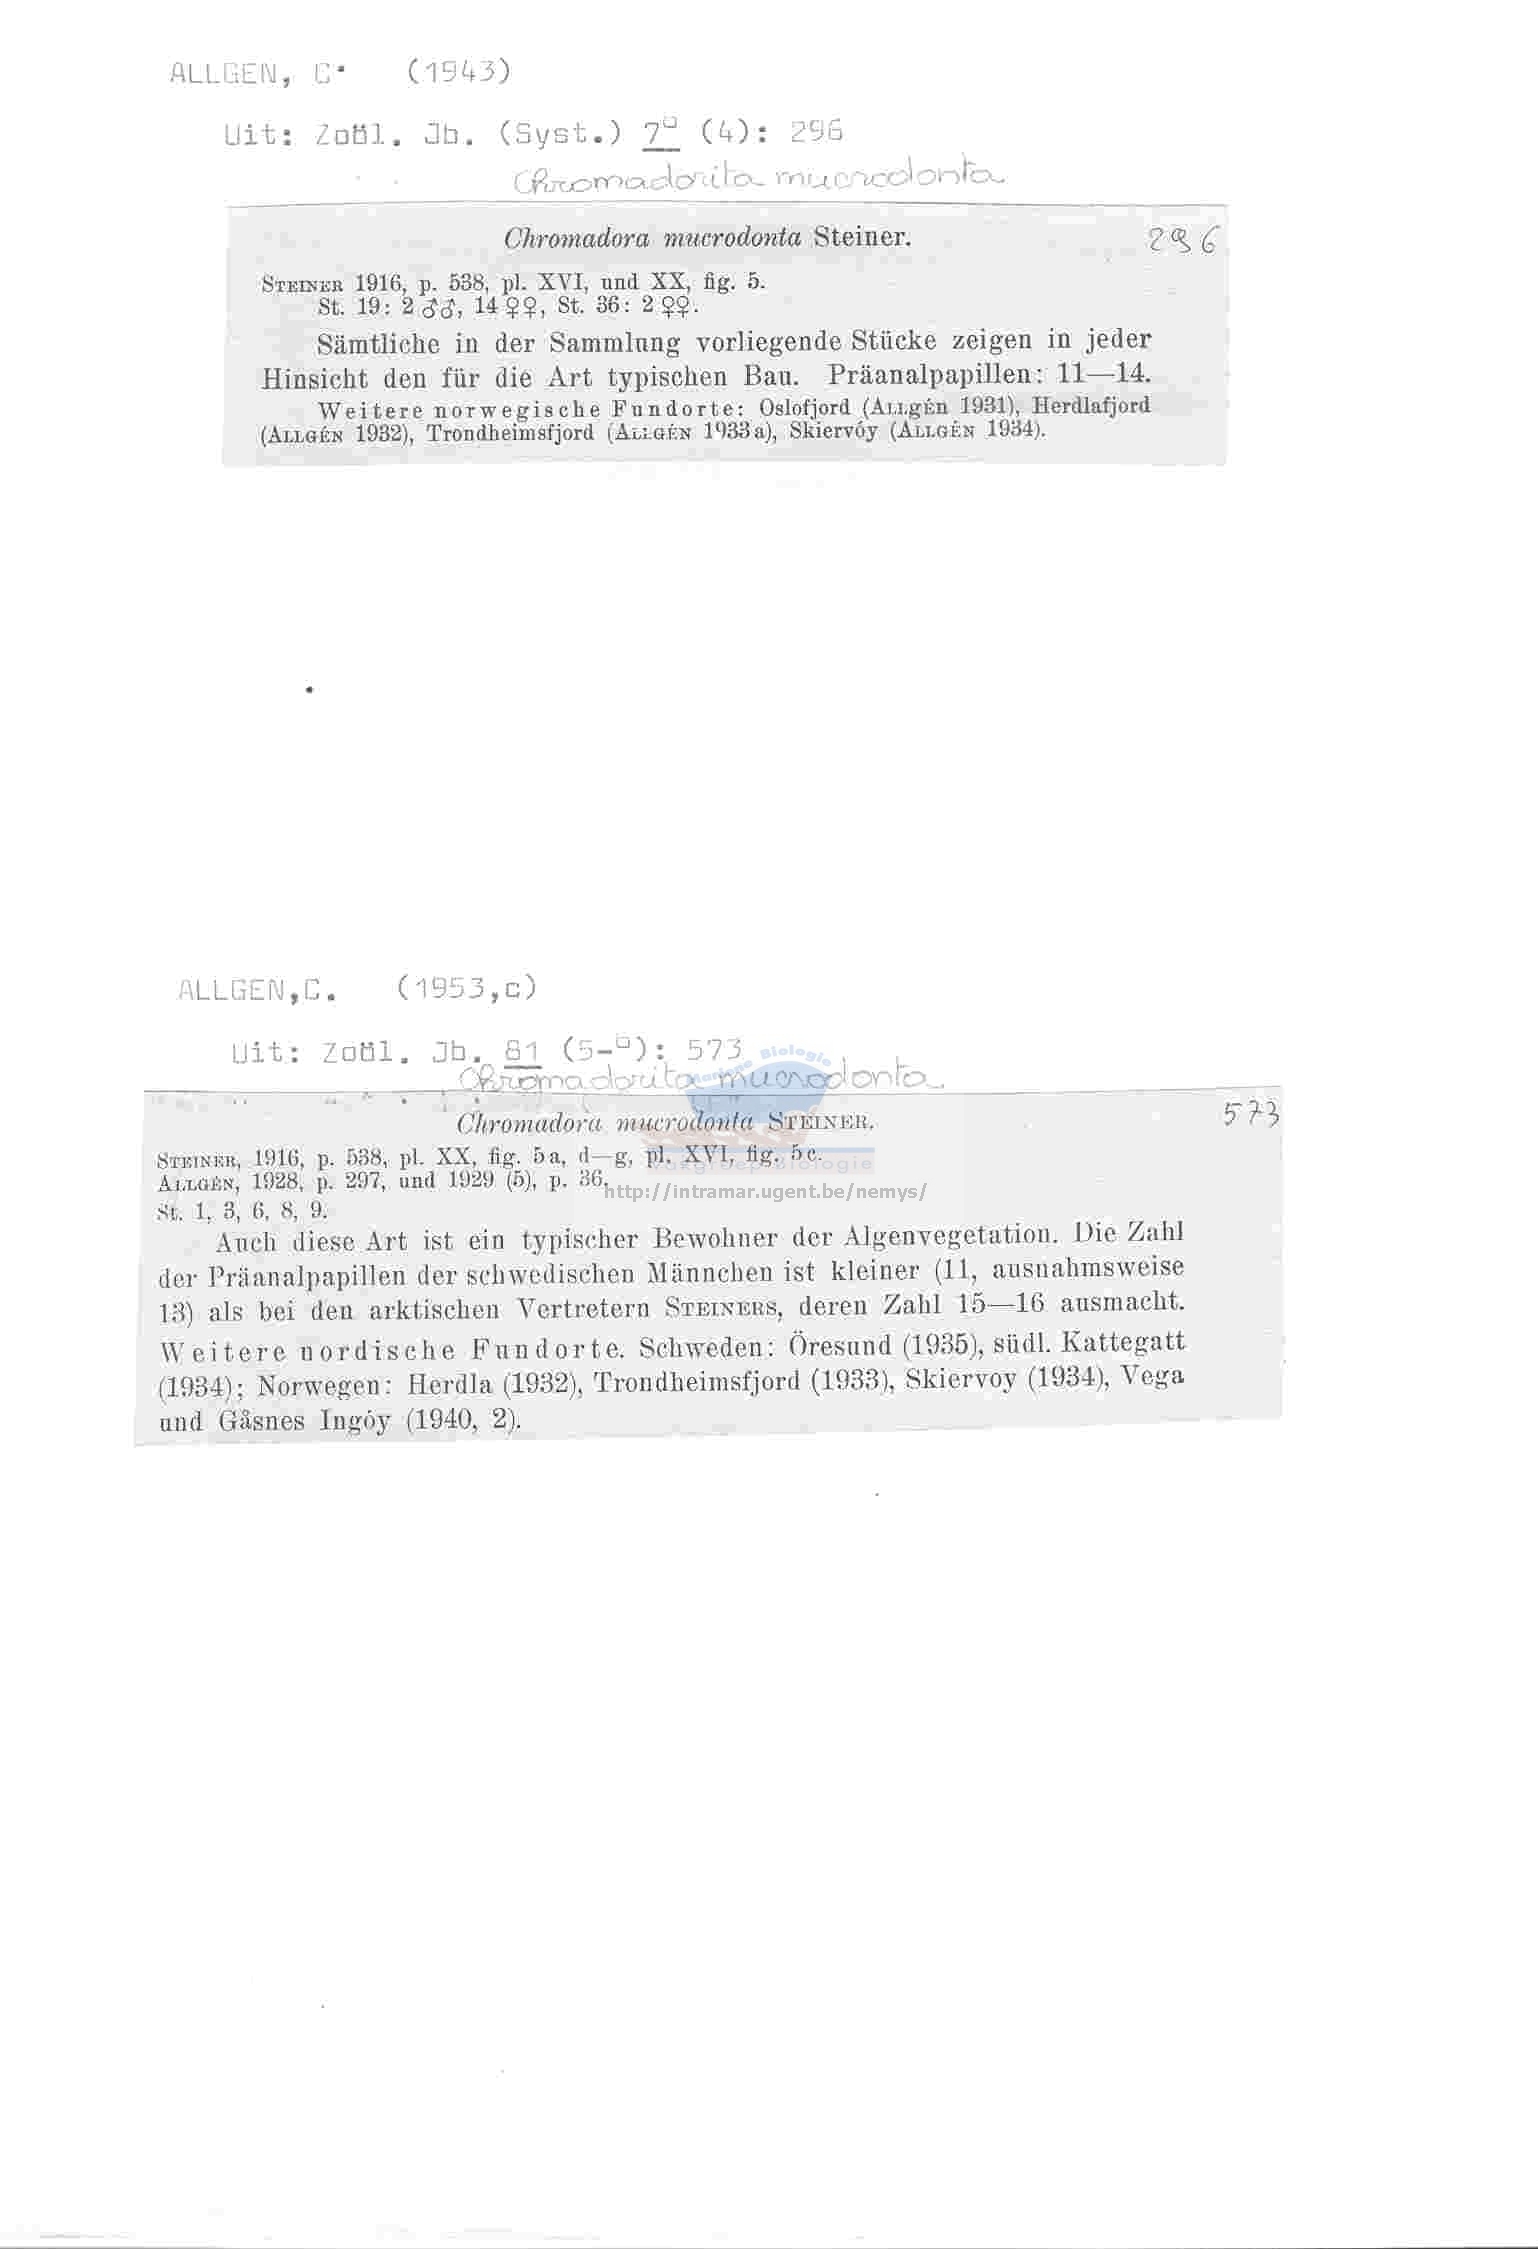 ALLGEN, C. (1943)
Uit: Zoöl. Jb. (Syst.) (4): 296
Chromadorita mucrodonta
Chromadora mucrodonta Steiner.
296
STEINER 1916, p. 538, pl. XVI, und XX, fig. 5.
St. 19: 2 ♂♂, 14 ♀♀, St. 36: 2 ♀♀.
Sämtliche in der Sammlung vorliegende Stücke zeigen in jeder
Hinsicht den für die Art typischen Bau. Präanalpapillen: 11—14.
Weitere norwegische Fundorte: Oslofjord (ALLgÉn 1931), Herdlafjord
(ALLGÉN 1932), Trondheimsfjord (ALLGÉN 1933a), Skiervóy (ALLGÉN 1934).
ALLGEN,C. (1953,c)
Uit: Zoöl. Jb. 81 573
Chromadorita mucrodonta
Mariene Biologie
Chromadora mucrodonta STEINER.
573
STEINER, 1916, p. 538, pl. XX, fig. 5a, d—g, pl. XVI, fig. 5c.
Vakgroep Biologie
ALLGÉN, 1928, p. 297, und 1929 (5), p. 36.
http://intramar.ugent.be/nemys/
St. 1, 3, 6, 8, 9.
Auch diese Art ist ein typischer Bewohner der Algenvegetation. Die Zahl
der Präanalpapillen der schwedischen Männchen ist kleiner (11, ausnahmsweise
13) als bei den arktischen Vertretern STEINERS, deren Zahl 15—16 ausmacht.
Weitere nordische Fundorte. Schweden: Öresund (1935), südl. Kattegatt
(1934); Norwegen: Herdla (1932), Trondheimsfjord (1933), Skiervoy (1934), Vega
und Gåsnes Ingóy (1940, 2).